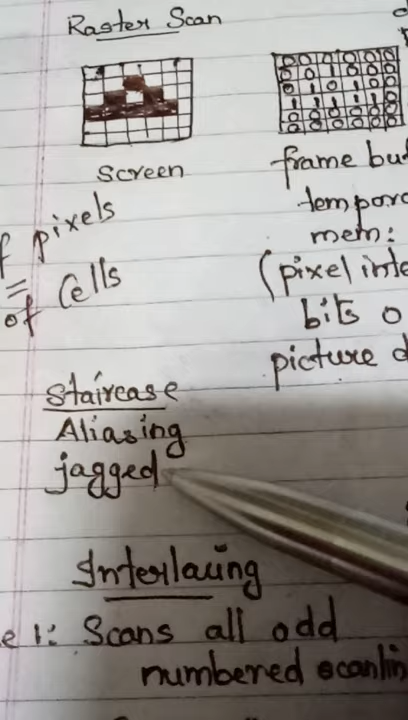 Raster Scan
Screen
frame bu
tempora
mem:
(pixel inte
bits o
picture d
f pixels
=
of Cells
Staircase
Aliasing
jagged
Interlacing
e 1: Scans all odd
numbered scanlin